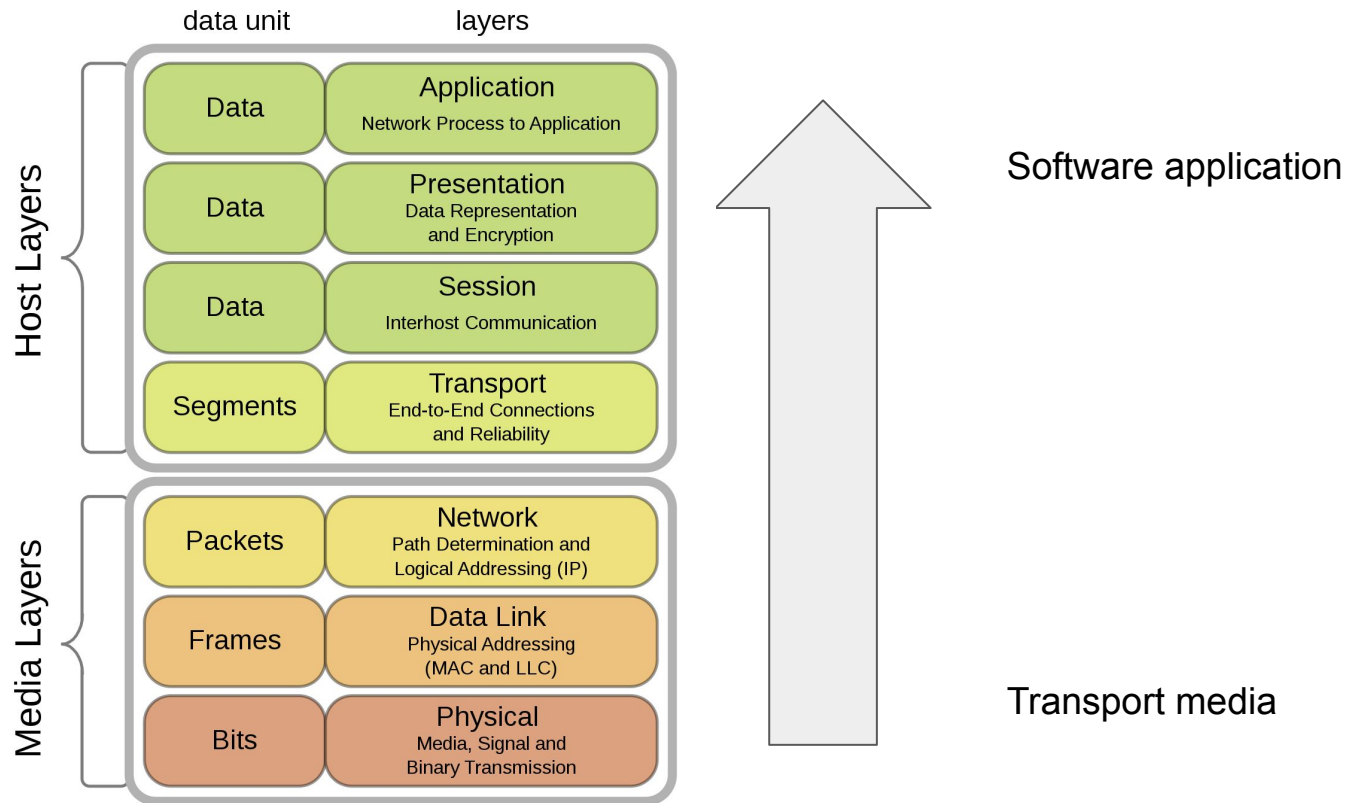 data unit
layers
Host Layers
Data
Application
Network Process to Application
Data
Presentation
Data Representation
and Encryption
Data
Session
Interhost Communication
Segments
Transport
End-to-End Connections
and Reliability
Media Layers
Packets
Network
Path Determination and
Logical Addressing (IP)
Frames
Data Link
Physical Addressing
(MAC and LLC)
Bits
Physical
Media, Signal and
Binary Transmission
Software application
Transport media